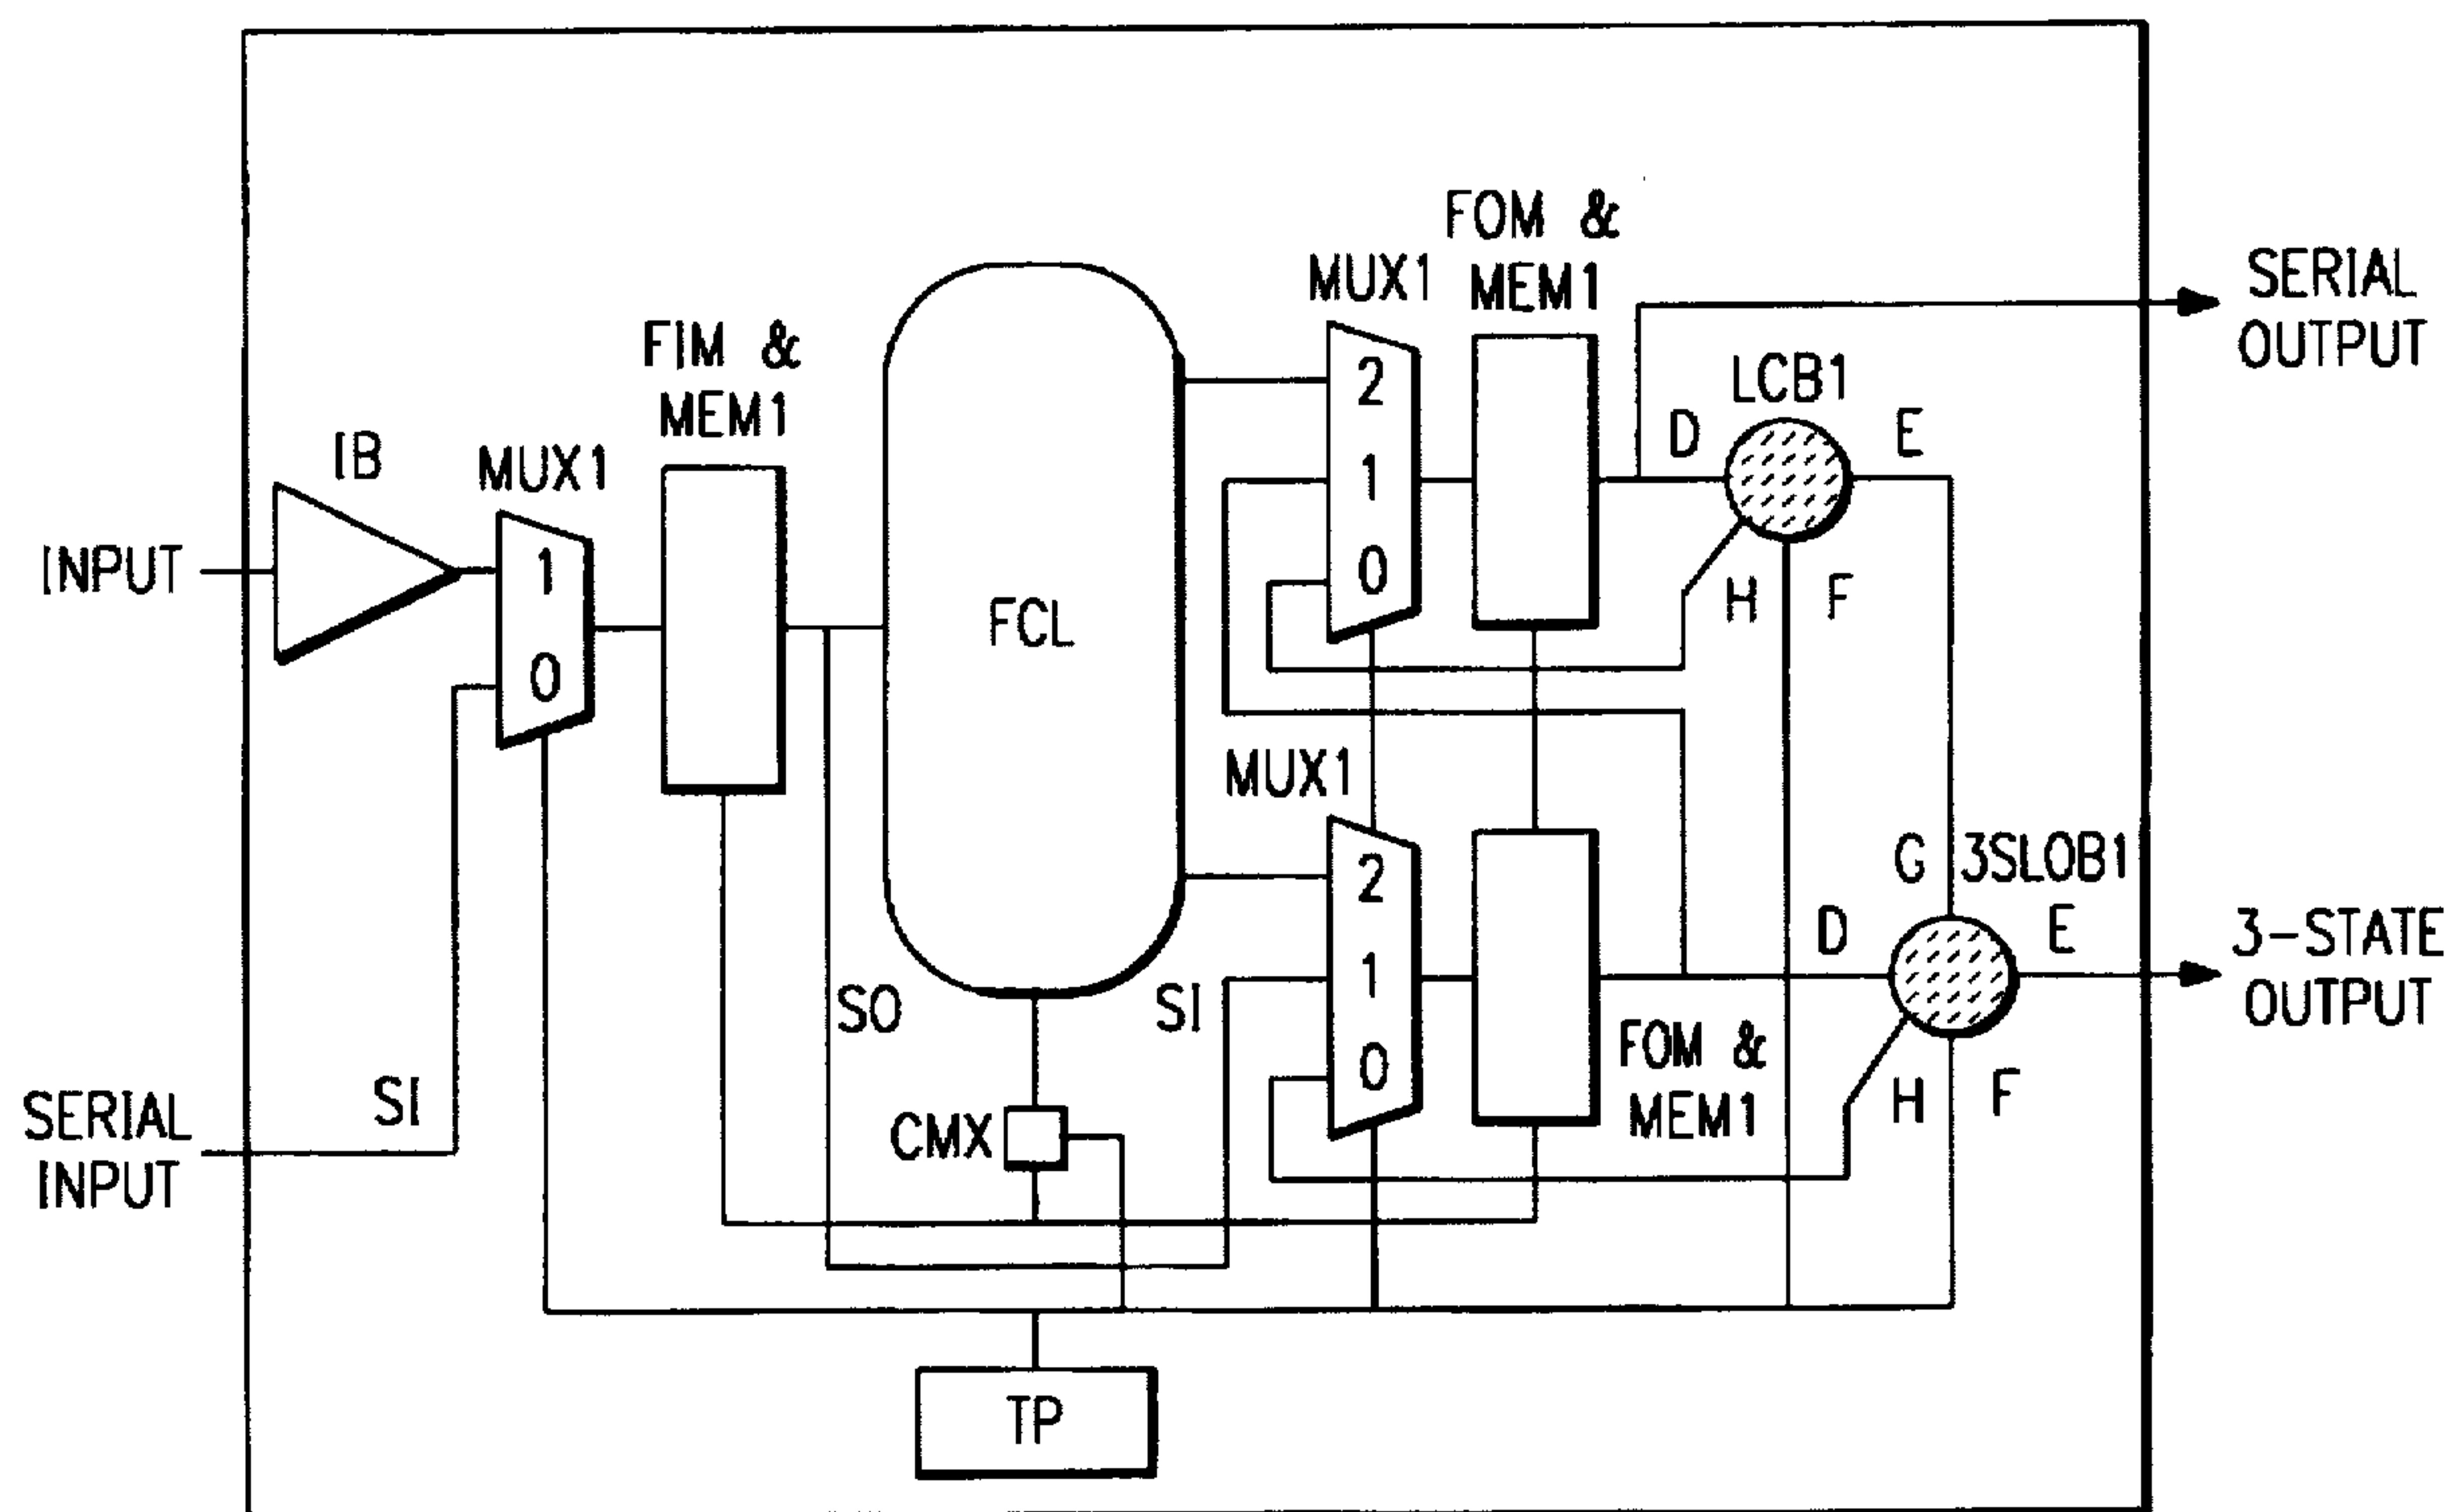 FOM &
MEM1
MUX1
SERIAL
OUTPUT
FIM &
MEM1
LCB1
D
E
2
1
0
IB
MUX1
INPUT
1
0
FCL
H
F
MUX1
G
3SLOB1
2
1
0
D
E
3-STATE
OUTPUT
SO
SI
FOM &
MEM1
H
F
SI
SERIAL
INPUT
CMX
TP